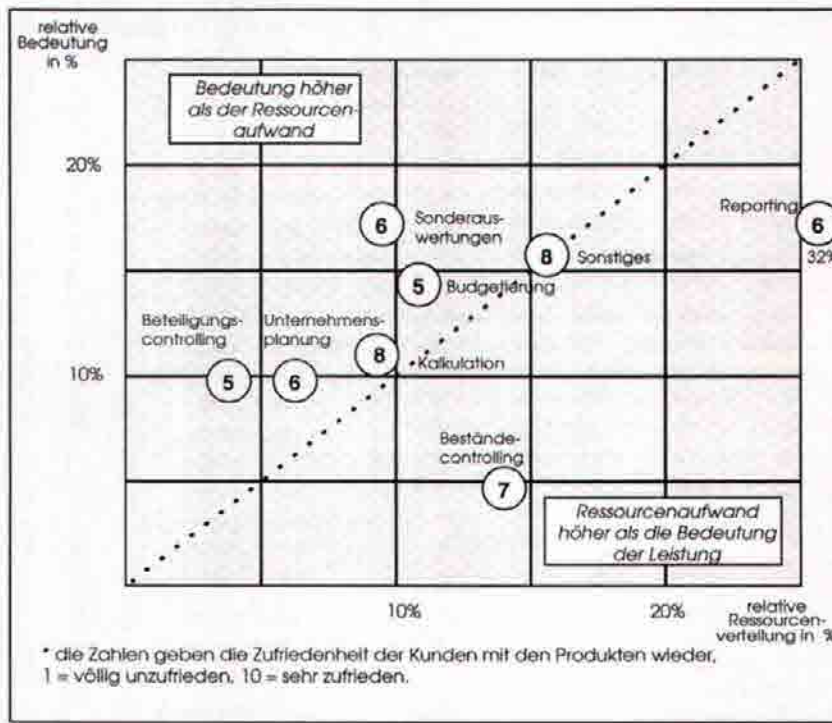 relative
Bedeutung
in %
Bedeutung höher
als der Ressourcen-
aufwand
20%
6
Sonderaus-
wertungen
Reporting
6
32%
8
Sonstiges
5
Budgetierung
Beteiligungs-
controlling
Unternehmens-
planung
8
Kalkulation
10%
5
6
Bestände-
controlling
7
Ressourcenaufwand
höher als die Bedeutung
der Leistung
10%
20%
relative
Ressourcen-
verteilung in %
* die Zahlen geben die Zufriedenheit der Kunden mit den Produkten wieder,
1 = völlig unzufrieden, 10 = sehr zufrieden.